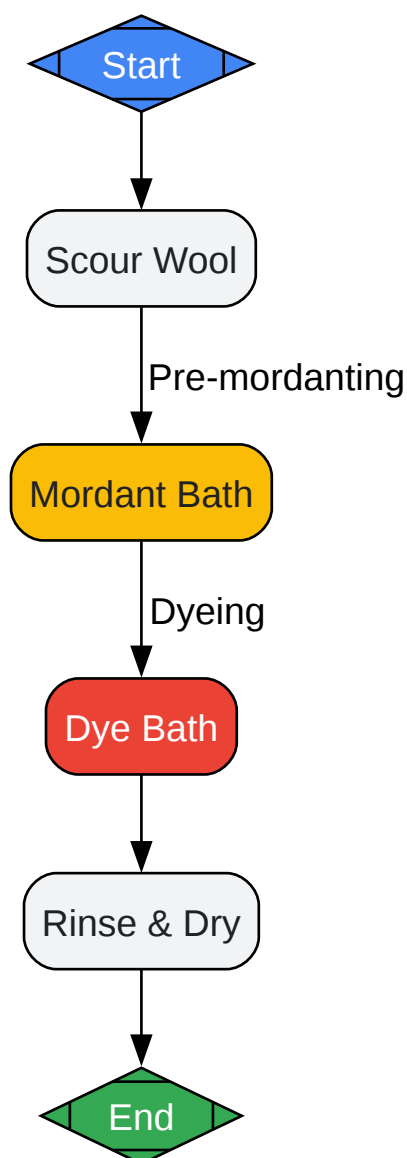 Start
Scour Wool
Pre-mordanting
Mordant Bath
Dyeing
Dye Bath
Rinse & Dry
End